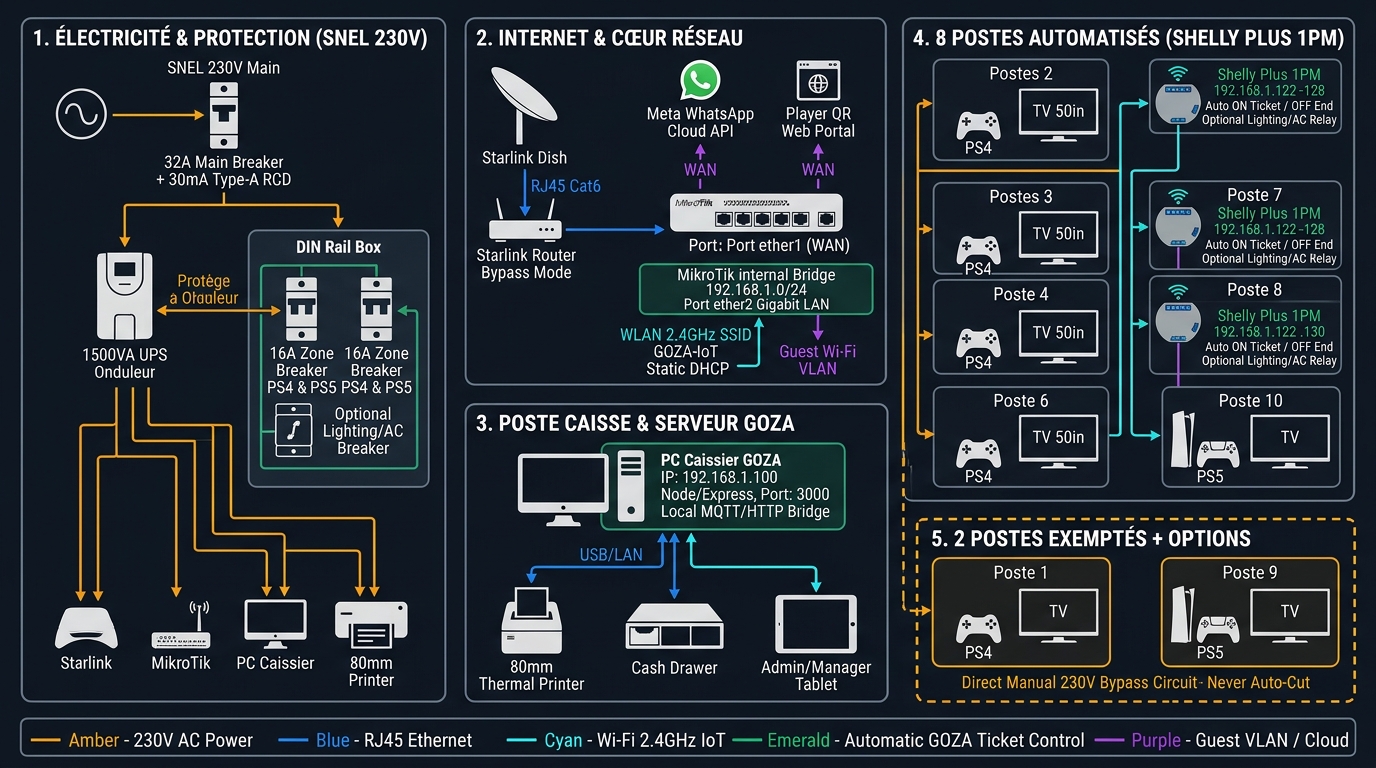 1. ÉLECTRICITÉ & PROTECTION (SNEL 230V)
SNEL 230V Main
32A Main Breaker
+ 30mA Type-A RCD
DIN Rail Box
Protège
à
1500VA UPS
Onduleur
16A Zone
Breaker
PS4 & PS5
16A Zone
Breaker
PS4 & PS5
Optional
Lighting/AC
Breaker
Starlink
MikroTik
PC Caissier
80mm
Printer
2. INTERNET & CŒUR RÉSEAU
Starlink Dish
RJ45 Cat6
Starlink Router
Bypass Mode
Meta WhatsApp
Cloud API
Player QR
Web Portal
WAN
WAN
MikroTik
Port: Port ether1 (WAN)
MikroTik internal Bridge
192.168.1.0/24
Port ether2 Gigabit LAN
WLAN 2.4GHz SSID
GOZA-IoT
Static DHCP
Guest Wi-Fi
VLAN
3. POSTE CAISSE & SERVEUR GOZA
PC Caissier GOZA
IP: 192.168.1.100
Node/Express, Port: 3000
Local MQTT/HTTP Bridge
USB/LAN
80mm
Thermal Printer
Cash Drawer
Admin/Manager
Tablet
4. 8 POSTES AUTOMATISÉS (SHELLY PLUS 1PM)
Postes 2
PS4
TV 50in
Postes 3
PS4
TV 50in
Poste 4
PS4
TV 50in
Poste 6
PS4
TV 50in
Shelly Plus 1PM
192.168.1.122-128
Auto ON Ticket / OFF End
Optional Lighting/AC Relay
Poste 7
Shelly Plus 1PM
192.168.1.122-128
Auto ON Ticket / OFF End
Optional Lighting/AC Relay
Poste 8
Shelly Plus 1PM
192.158.1.122 .130
Auto ON Ticket / OFF End
Optional Lighting/AC Relay
Poste 10
PS5
TV
5. 2 POSTES EXEMPTÉS + OPTIONS
Poste 1
PS4
TV
Poste 9
PS5
TV
Direct Manual 230V Bypass Circuit - Never Auto-Cut
Amber - 230V AC Power
Blue - RJ45 Ethernet
Cyan - Wi-Fi 2.4GHz IoT
Emerald - Automatic GOZA Ticket Control
Purple - Guest VLAN / Cloud